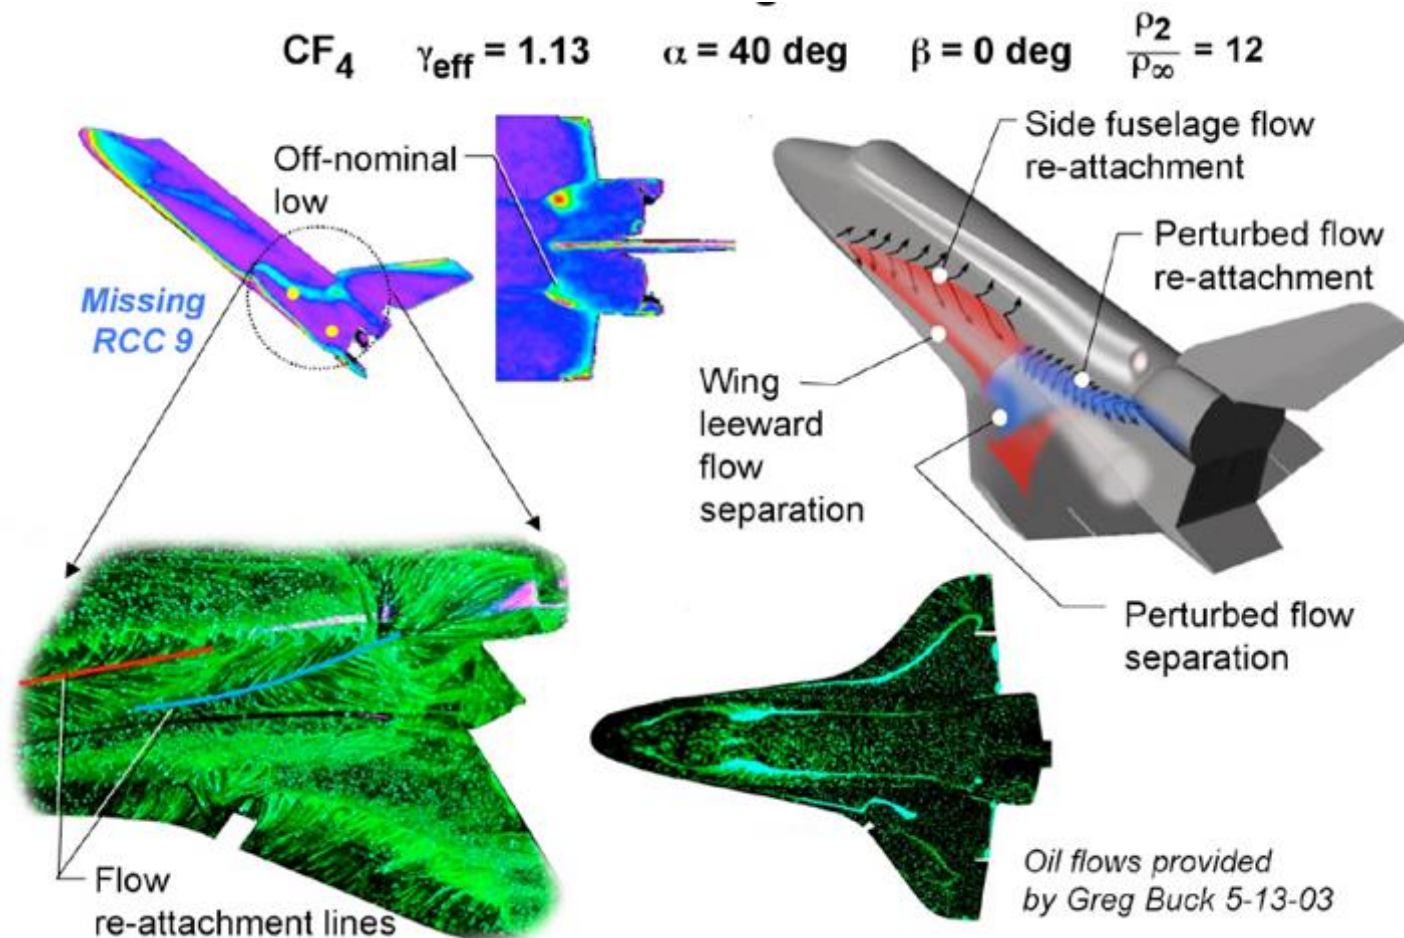 CF4 γeff = 1.13 α = 40 deg β = 0 deg ρ2/ρ∞ = 12
Off-nominal
low
Missing
RCC 9
Side fuselage flow
re-attachment
Perturbed flow
re-attachment
Wing
leeward
flow
separation
Perturbed flow
separation
Flow
re-attachment lines
Oil flows provided
by Greg Buck 5-13-03